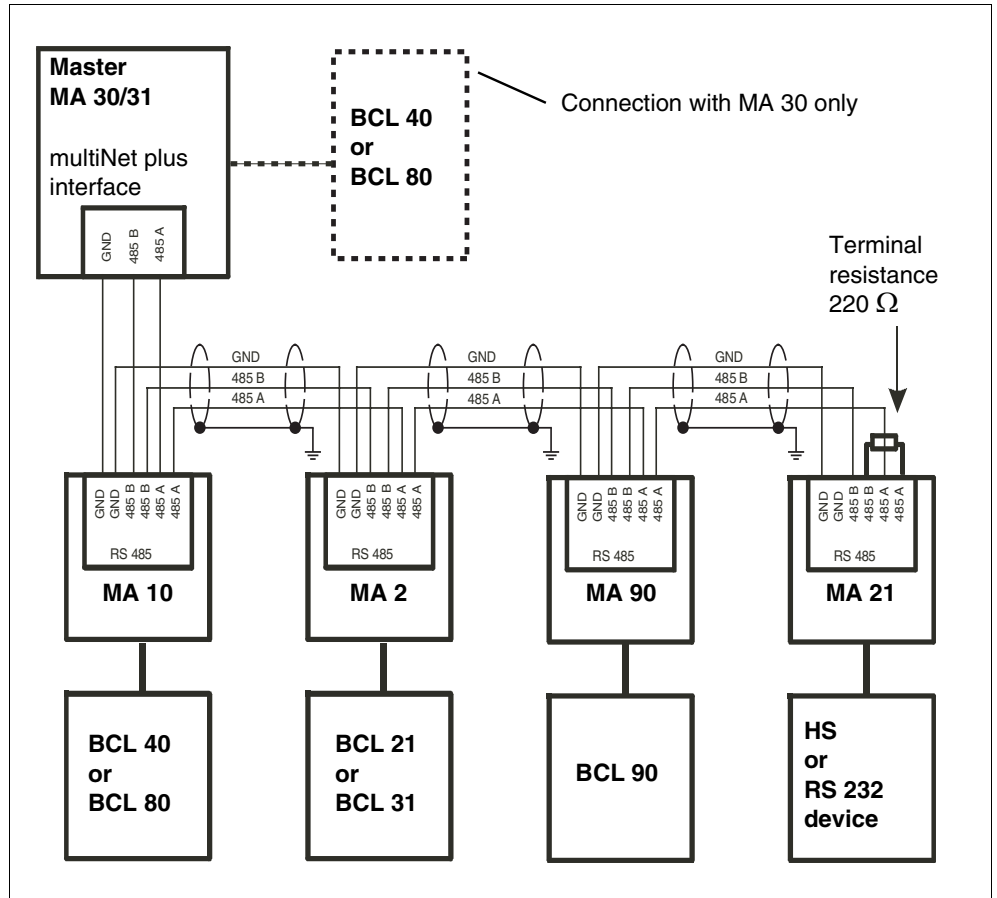 Master
MA 30/31
multiNet plus
interface
GND
485 B
485 A
BCL 40
or
BCL 80
Connection with MA 30 only
Terminal
resistance
220 Ω
GND
485 B
485 A
GND
485 B
485 A
GND
485 B
485 A
GND
GND
485 B
485 B
485 A
485 A
RS 485
MA 10
GND
GND
485 B
485 B
485 A
485 A
RS 485
MA 2
GND
GND
485 B
485 B
485 A
485 A
RS 485
MA 90
GND
GND
485 B
485 B
485 A
485 A
RS 485
MA 21
BCL 40
or
BCL 80
BCL 21
or
BCL 31
BCL 90
HS
or
RS 232
device